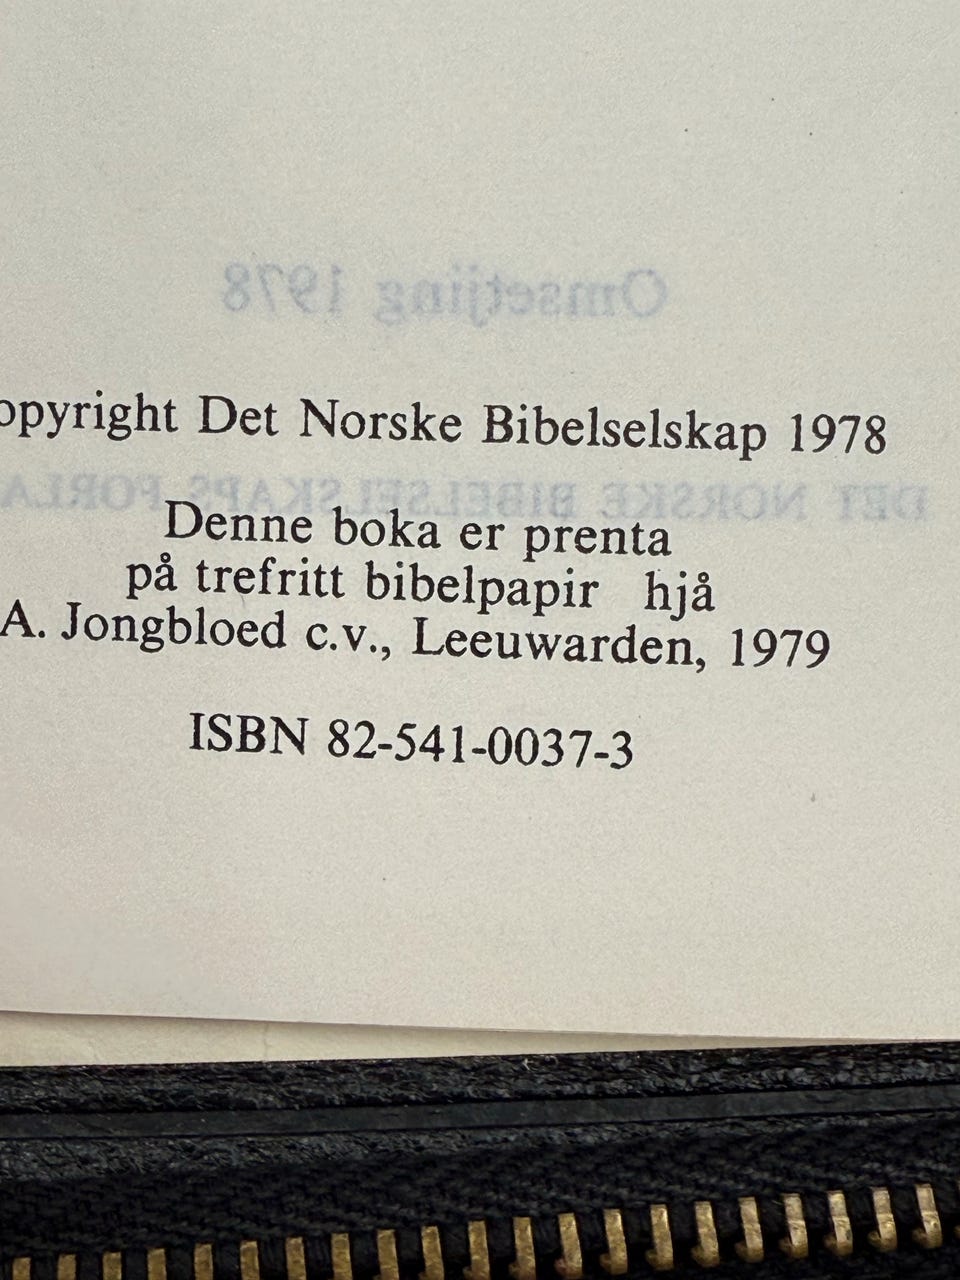 Omsetjing 1978
opyright Det Norske Bibelselskap 1978
DET NORSKE BIBELSELSKAPS FORLA
Denne boka er prenta
på trefritt bibelpapir hjå
A. Jongbloed c.v., Leeuwarden, 1979
ISBN 82-541-0037-3